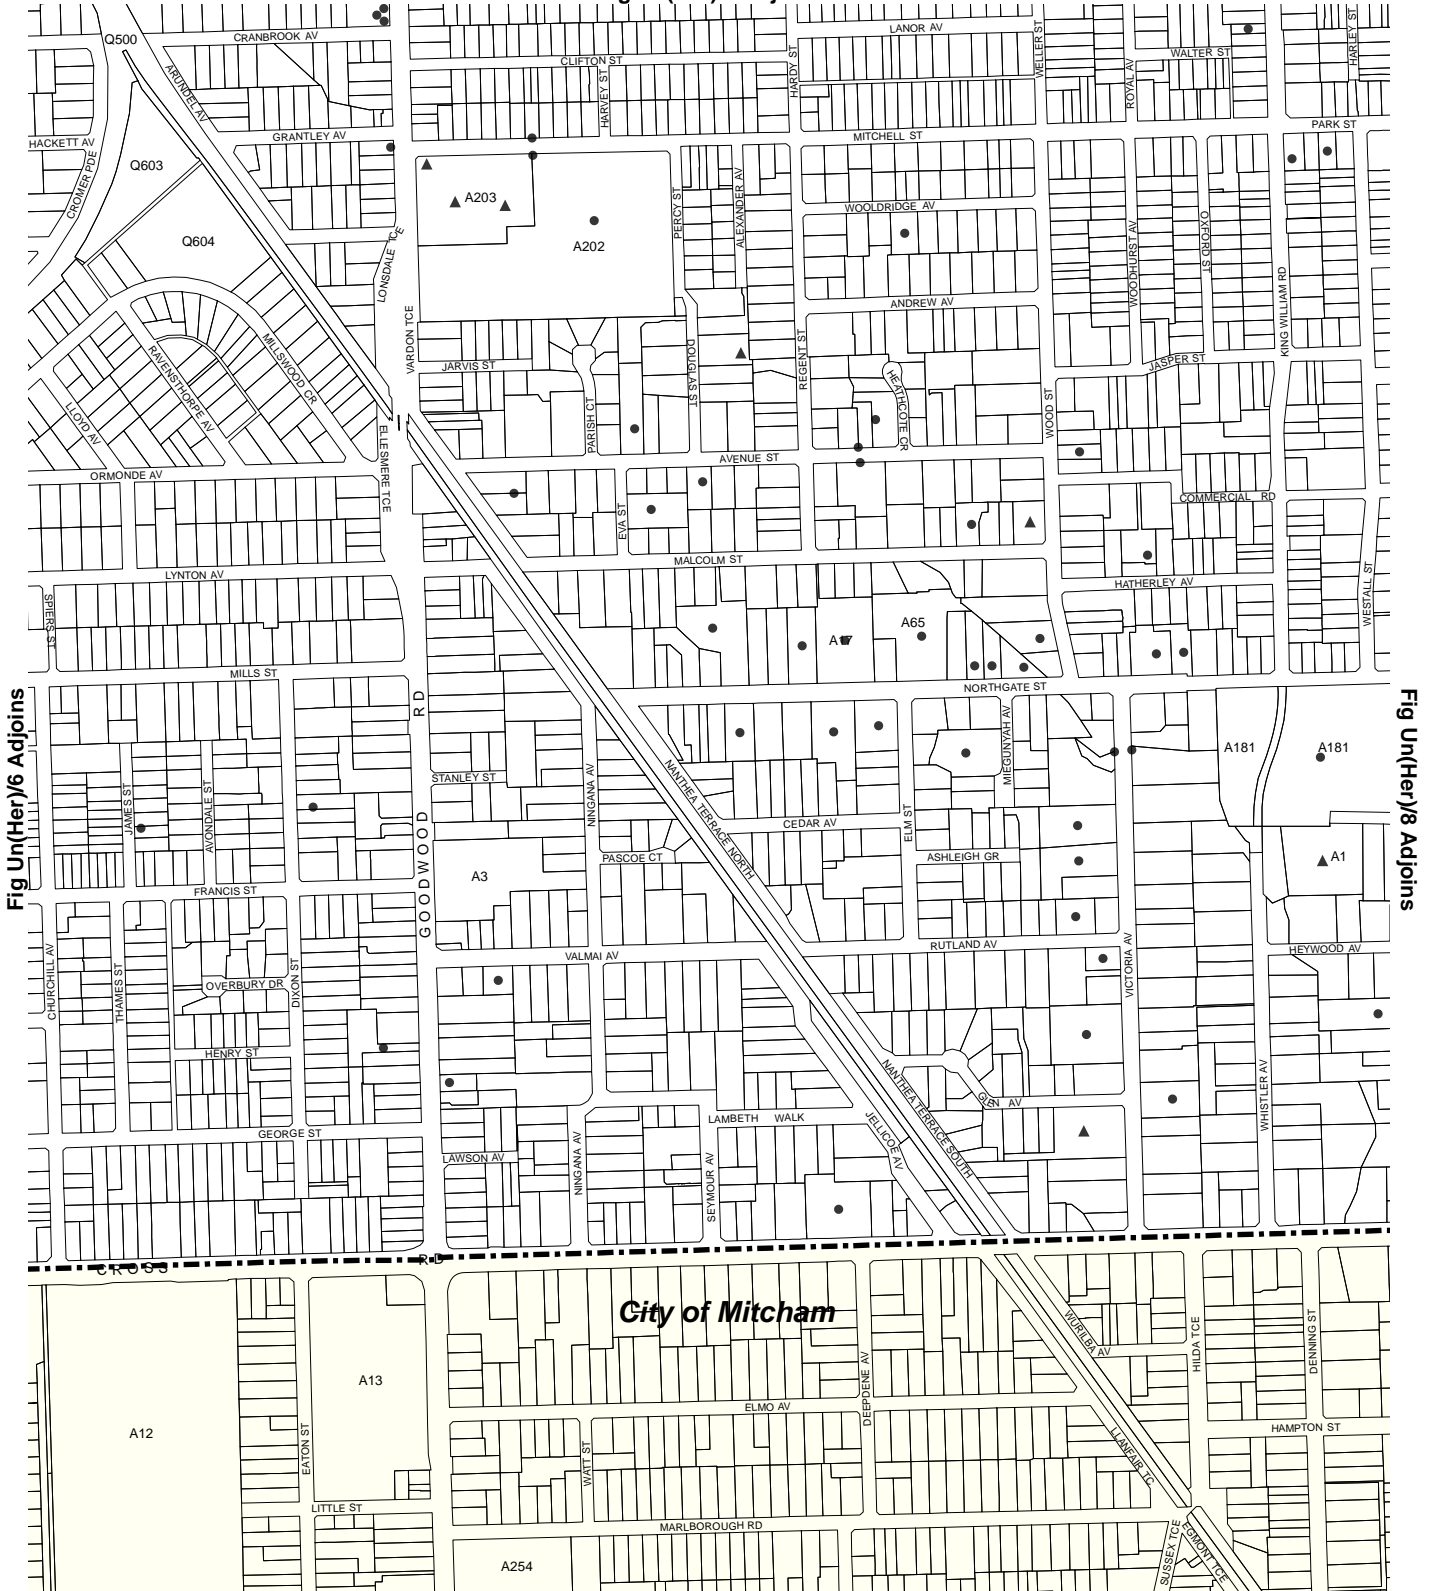 Q500
CRANBROOK AV
LANOR AV
CLIFTON ST
HARDY ST
WELLER ST
WALTER ST
HARLEY ST
ARUNDEL AV
HARVEY ST
ROYAL AV
GRANTLEY AV
MITCHELL ST
PARK ST
HACKETT AV
Q603
CROMER PDE
A203
PERCY ST
ALEXANDER AV
WOOLDRIDGE AV
Q604
A202
LONSDALE TCE
WOODHURST AV
OXFORD ST
KING WILLIAM RD
ANDREW AV
VARDON TCE
JARVIS ST
DOUGLAS ST
REGENT ST
JASPER ST
RAVENSTHORPE AV
MILLSWOOD CR
HEATHCOTE CR
LLOYD AV
PARISH CT
WOOD ST
ORMONDE AV
ELLESMERE TCE
AVENUE ST
COMMERCIAL RD
EVA ST
MALCOLM ST
LYNTON AV
HATHERLEY AV
WESTALL ST
SPIERS ST
A17
A65
MILLS ST
NORTHGATE ST
GOODWOOD RD
MIEGUNYAH AV
Fig Un(Her)/6 Adjoins
Fig Un(Her)/8 Adjoins
A181
A181
STANLEY ST
NINGANA AV
NANTHEA TERRACE NORTH
JAMES ST
AVONDALE ST
CEDAR AV
ELM ST
PASCOE CT
ASHLEIGH GR
A1
A3
FRANCIS ST
RUTLAND AV
HEYWOOD AV
VALMAI AV
VICTORIA AV
CHURCHILL AV
THAMES ST
OVERBURY DR
DIXON ST
HENRY ST
NANTHEA TERRACE SOUTH
GLEN AV
WHISTLER AV
LAMBETH WALK
JELLICOE AV
GEORGE ST
LAWSON AV
NINGANA AV
SEYMOUR AV
CROSS RD
City of Mitcham
WURILBA AV
HILDA TCE
DENNING ST
A13
DEEPDENE AV
ELMO AV
A12
EATON ST
WATT ST
HAMPTON ST
LLANFAIR TC
LITTLE ST
MARLBOROUGH RD
A254
SUSSEX TCE
EGMONT TCE